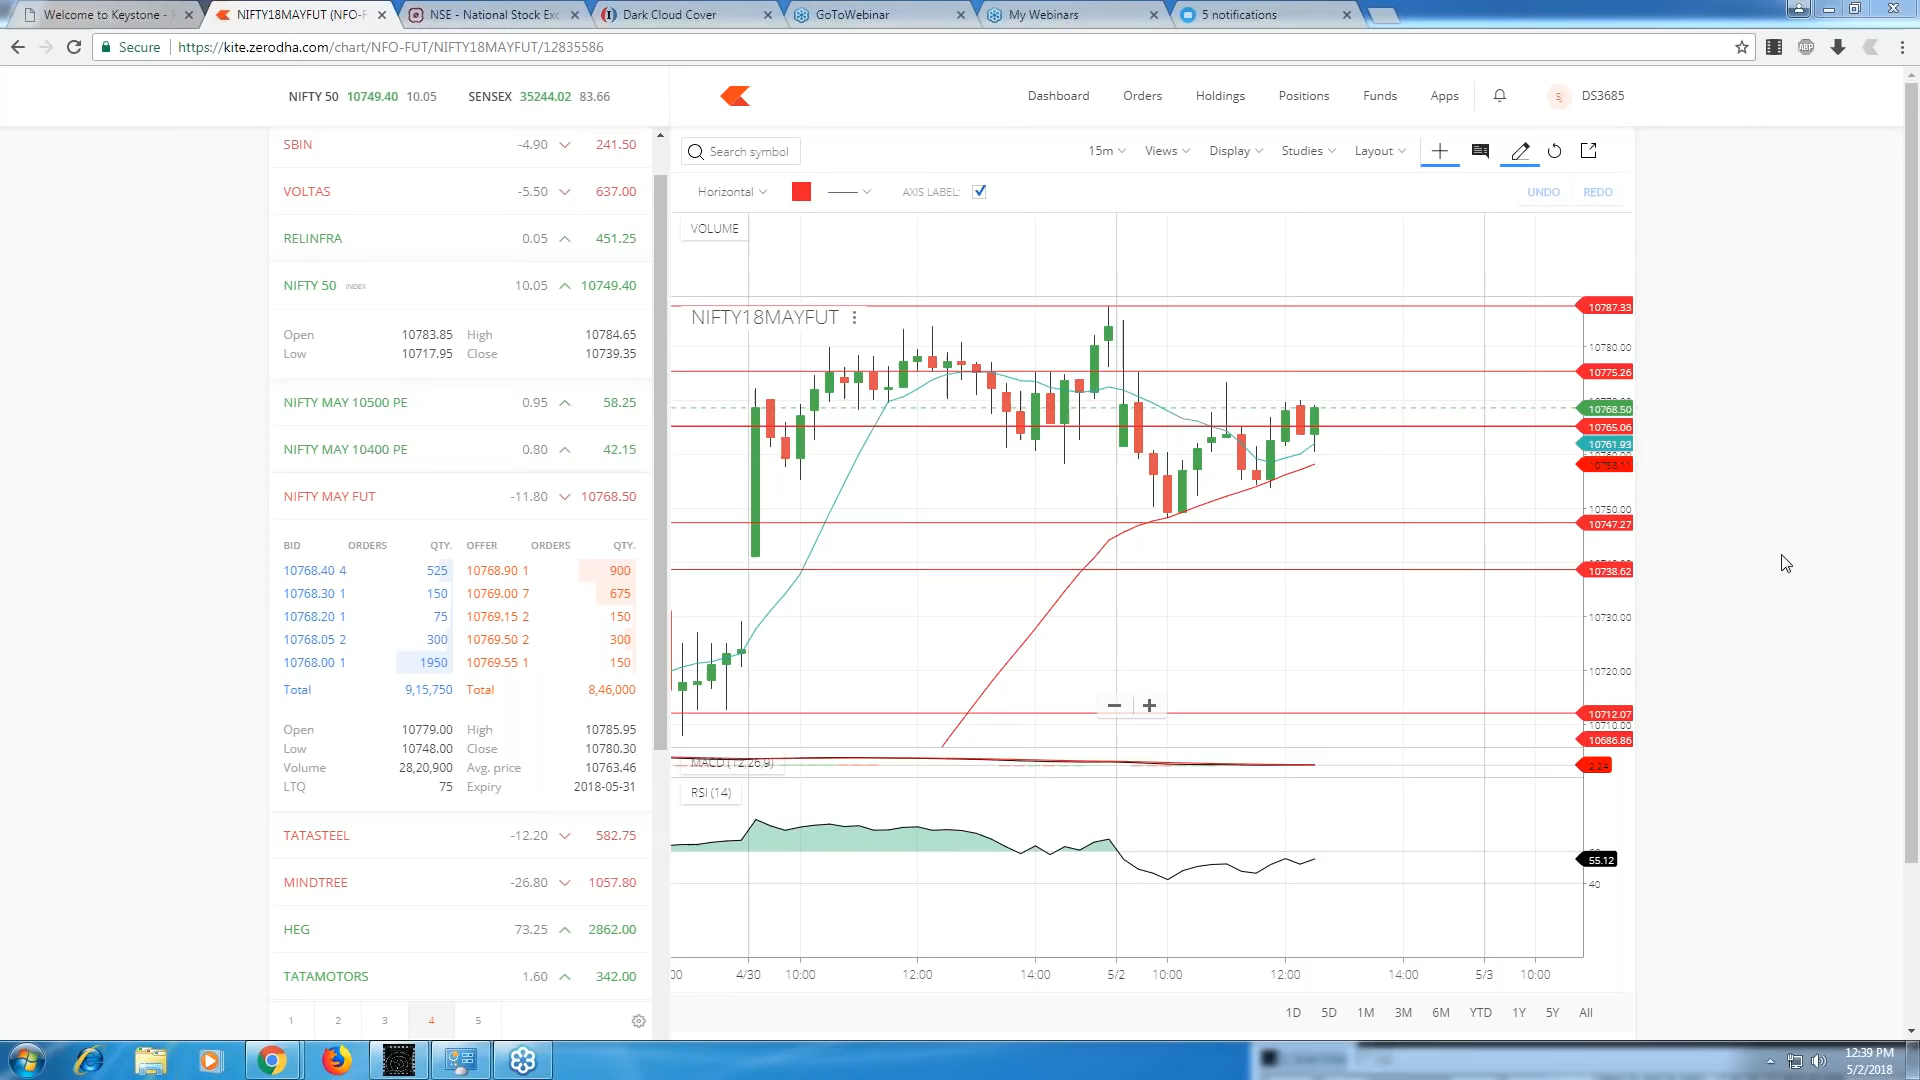 Welcome to Keystone -
NIFTY18MAYFUT (NFO-F
NSE - National Stock Exc
Dark Cloud Cover
GoToWebinar
My Webinars
5 notifications
Secure
https://kite.zerodha.com/chart/NFO-FUT/NIFTY18MAYFUT/12835586
ABP
NIFTY 50 10749.40 10.05 SENSEX 35244.02 83.66
Dashboard Orders Holdings Positions Funds Apps SJ DS3685
SBIN -4.90 241.50
VOLTAS -5.50 637.00
RELINFRA 0.05 451.25
NIFTY 50 INDEX 10.05 10749.40
Open 10783.85 High 10784.65
Low 10717.95 Close 10739.35
NIFTY MAY 10500 PE 0.95 58.25
NIFTY MAY 10400 PE 0.80 42.15
NIFTY MAY FUT -11.80 10768.50
BID ORDERS QTY. OFFER ORDERS QTY.
10768.40 4 525 10768.90 1 900
10768.30 1 150 10769.00 7 675
10768.20 1 75 10769.15 2 150
10768.05 2 300 10769.50 2 300
10768.00 1 1950 10769.55 1 150
Total 9,15,750 Total 8,46,000
Open 10779.00 High 10785.95
Low 10748.00 Close 10780.30
Volume 28,20,900 Avg. price 10763.46
LTQ 75 Expiry 2018-05-31
TATASTEEL -12.20 582.75
MINDTREE -26.80 1057.80
HEG 73.25 2862.00
TATAMOTORS 1.60 342.00
1 2 3 4 5
Search symbol
15m Views Display Studies Layout
Horizontal AXIS LABEL: UNDO REDO
VOLUME
NIFTY18MAYFUT
10787.33
10780.00
10775.26
10768.50
10765.06
10761.93
10750.00
10747.27
10738.62
10730.00
10720.00
10712.07
10710.00
10686.86
MACD (12,26,9)
2.24
RSI (14)
55.12
40
4/30 10:00 12:00 14:00 5/2 10:00 12:00 14:00 5/3 10:00
1D 5D 1M 3M 6M YTD 1Y 5Y All
12:39 PM
5/2/2018